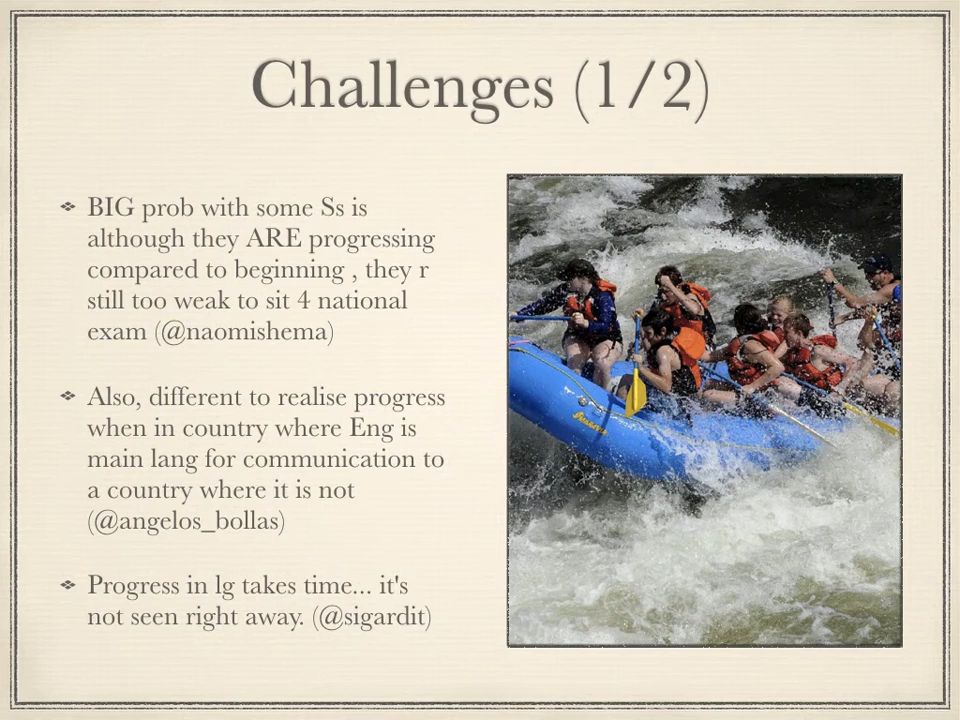 Challenges (1/2)
BIG prob with some Ss is
although they ARE progressing
compared to beginning , they r
still too weak to sit 4 national
exam (@naomishema)
Also, different to realise progress
when in country where Eng is
main lang for communication to
a country where it is not
(@angelos_bollas)
Progress in lg takes time... it's
not seen right away. (@sigardit)